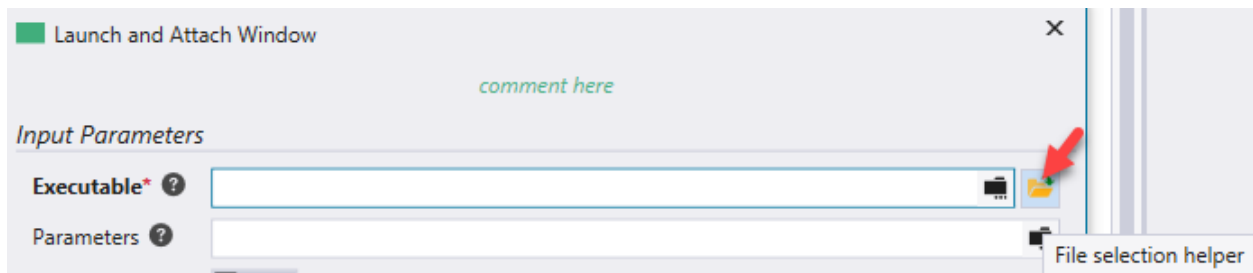 Launch and Attach Window
comment here
Input Parameters
Executable*
Parameters
File selection helper